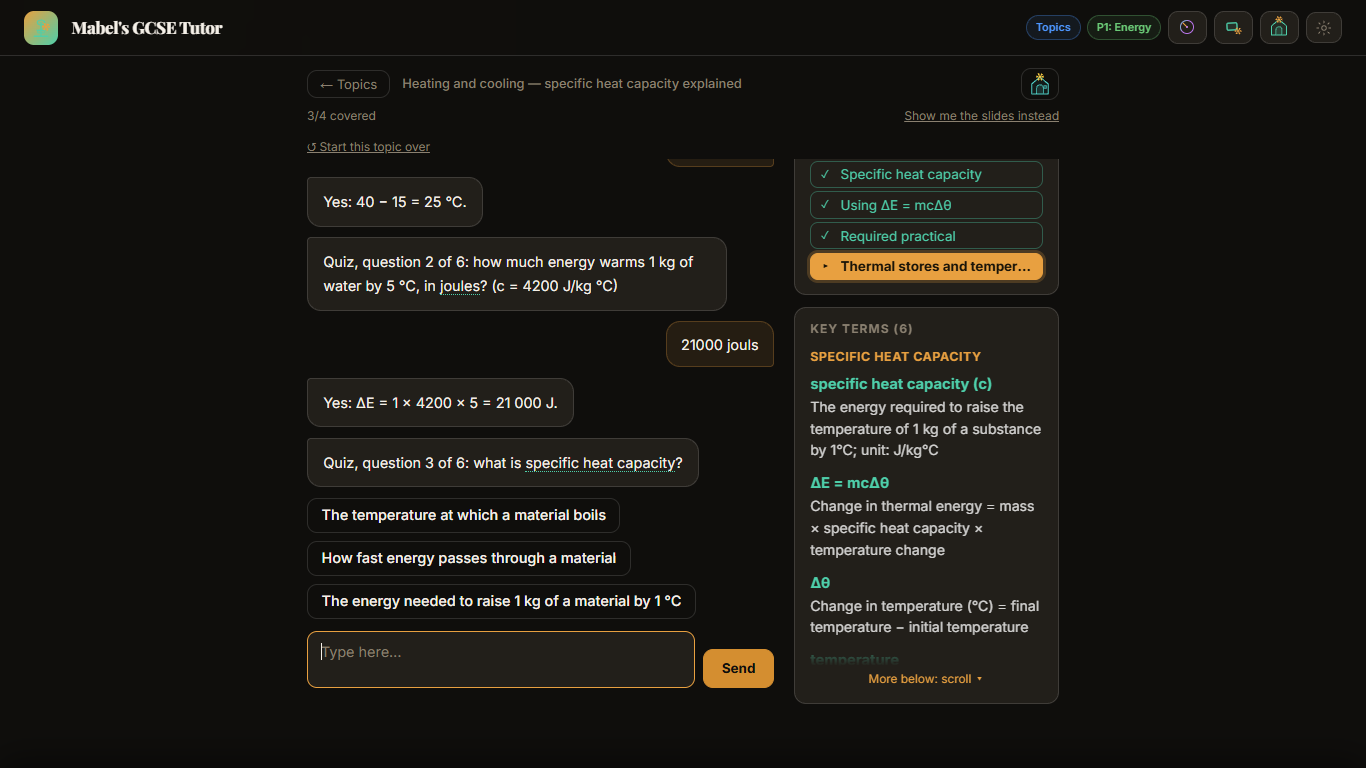 Mabel's GCSE Tutor
Topics
P1: Energy
← Topics
Heating and cooling — specific heat capacity explained
3/4 covered
Show me the slides instead
↺ Start this topic over
Yes: 40 − 15 = 25 °C.
Quiz, question 2 of 6: how much energy warms 1 kg of
water by 5 °C, in joules? (c = 4200 J/kg °C)
21000 jouls
Yes: ΔE = 1 × 4200 × 5 = 21 000 J.
Quiz, question 3 of 6: what is specific heat capacity?
The temperature at which a material boils
How fast energy passes through a material
The energy needed to raise 1 kg of a material by 1 °C
Type here...
Send
✓ Specific heat capacity
✓ Using ΔE = mcΔθ
✓ Required practical
‣ Thermal stores and temper...
KEY TERMS (6)
SPECIFIC HEAT CAPACITY
specific heat capacity (c)
The energy required to raise the
temperature of 1 kg of a substance
by 1°C; unit: J/kg°C
ΔE = mcΔθ
Change in thermal energy = mass
× specific heat capacity ×
temperature change
Δθ
Change in temperature (°C) = final
temperature − initial temperature
temperature
More below: scroll ▾